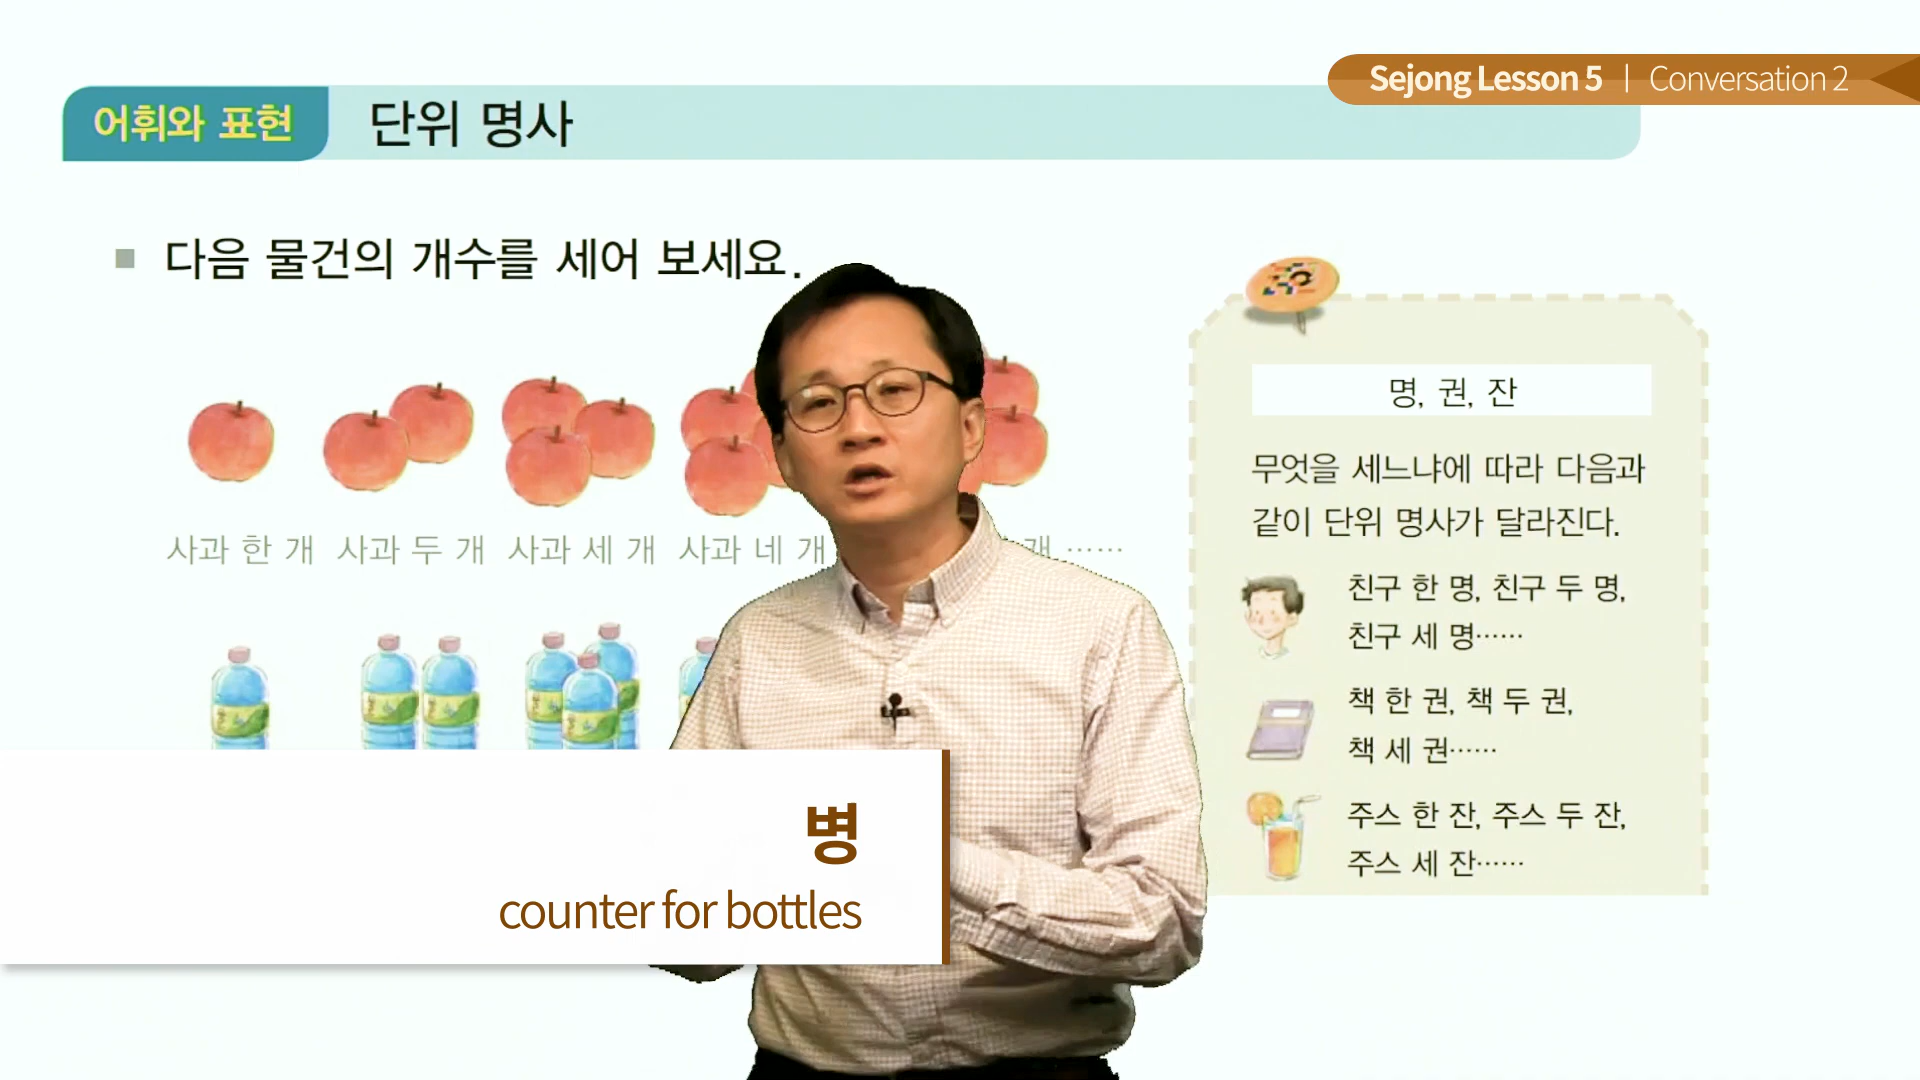 Sejong Lesson 5 | Conversation 2
어휘와 표현
단위 명사
■ 다음 물건의 개수를 세어 보세요.
사과 한 개 사과 두 개 사과 세 개 사과 네 개 개 ……
명, 권, 잔
무엇을 세느냐에 따라 다음과
같이 단위 명사가 달라진다.
친구 한 명, 친구 두 명,
친구 세 명……
책 한 권, 책 두 권,
책 세 권……
주스 한 잔, 주스 두 잔,
주스 세 잔……
병
counter for bottles